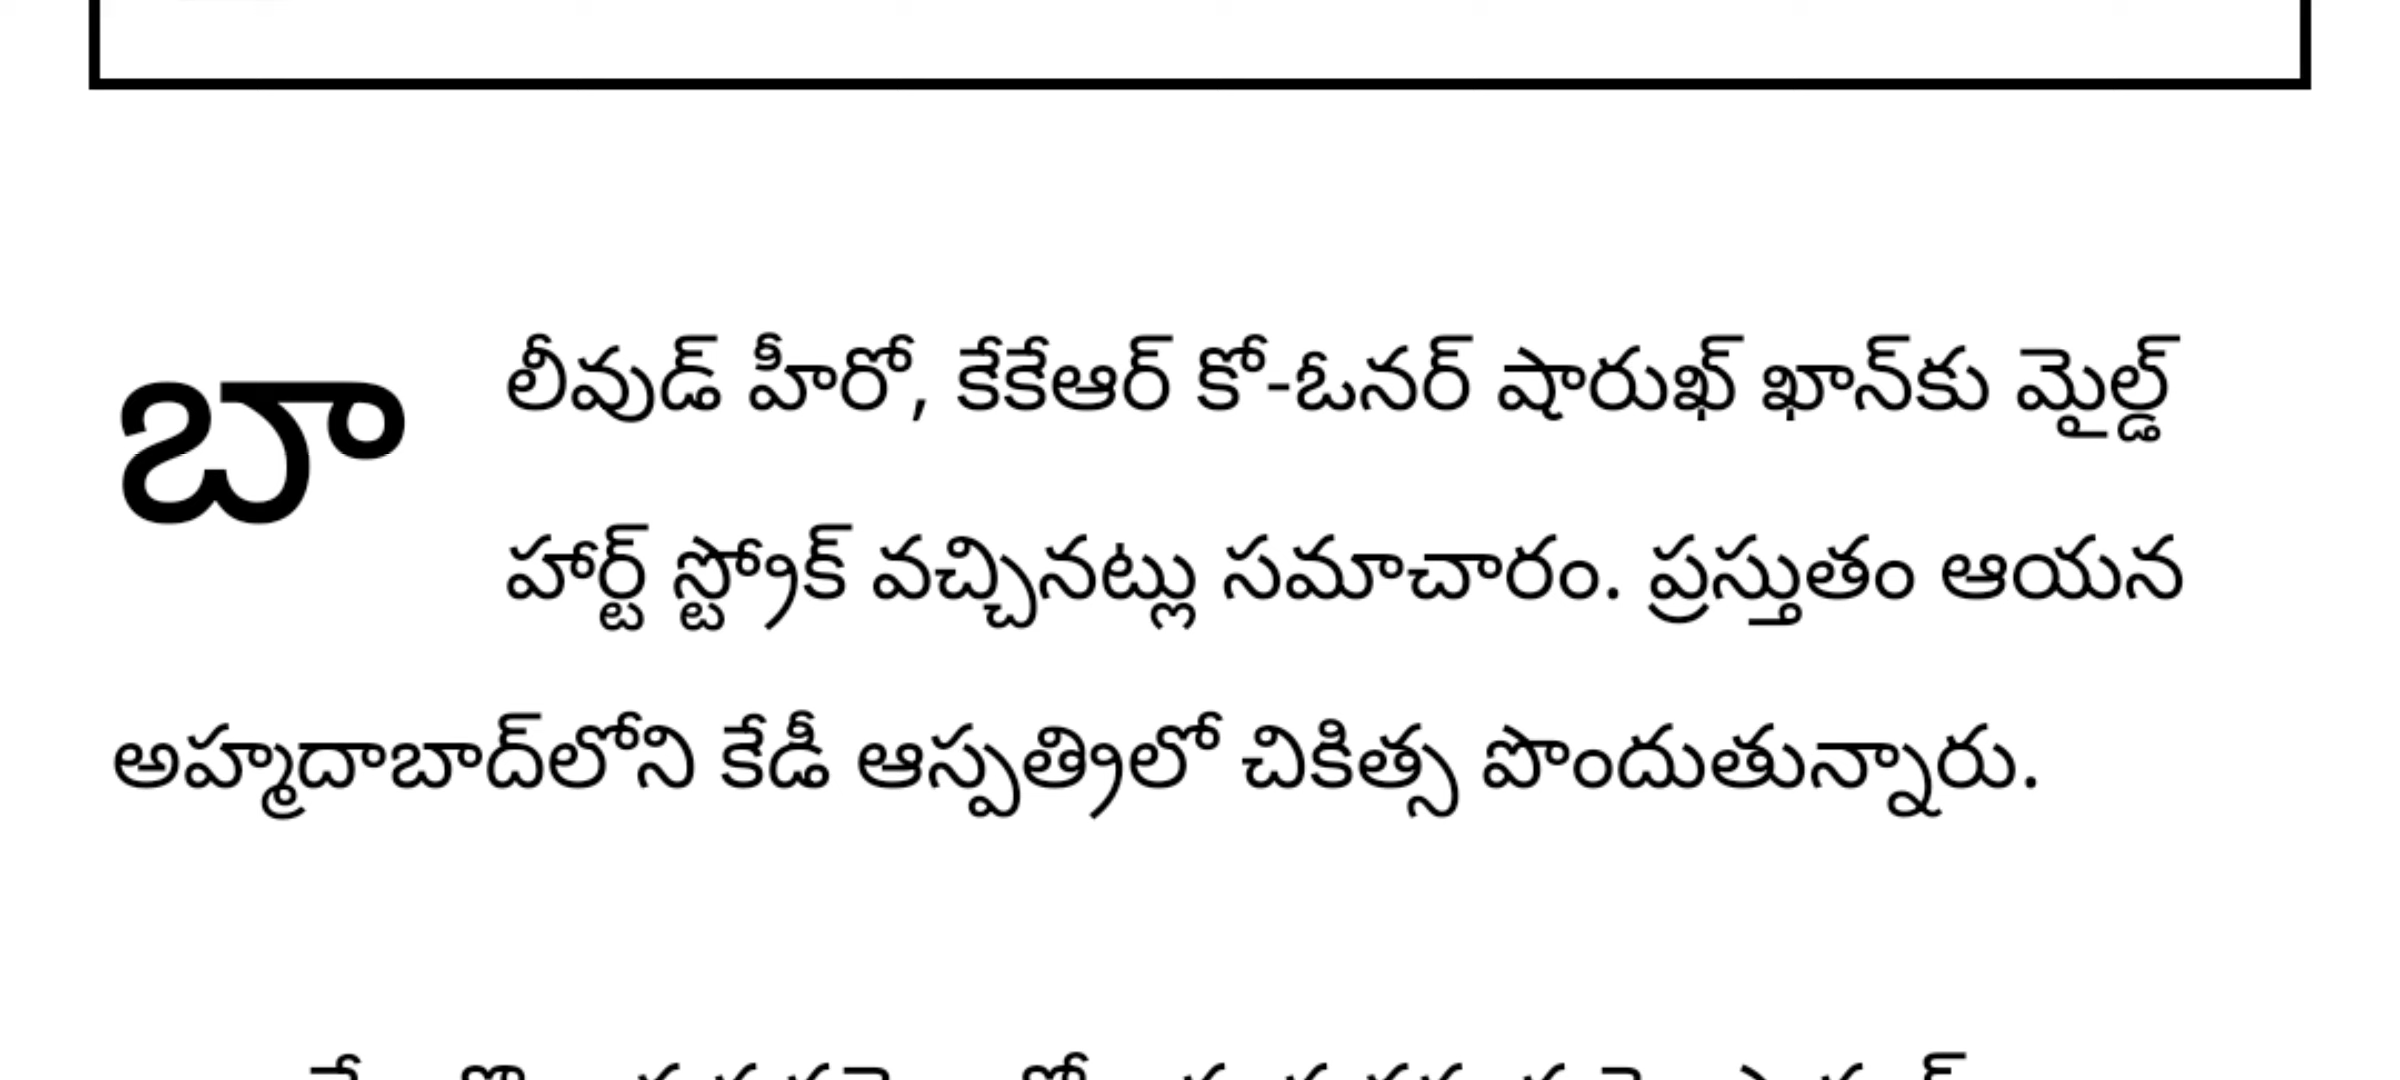 బాలీవుడ్ హీరో, కేకేఆర్ కో-ఓనర్ షారుఖ్ ఖాన్‌కు మైల్డ్
హార్ట్ స్ట్రోక్ వచ్చినట్లు సమాచారం. ప్రస్తుతం ఆయన
అహ్మదాబాద్‌లోని కేడీ ఆస్పత్రిలో చికిత్స పొందుతున్నారు.